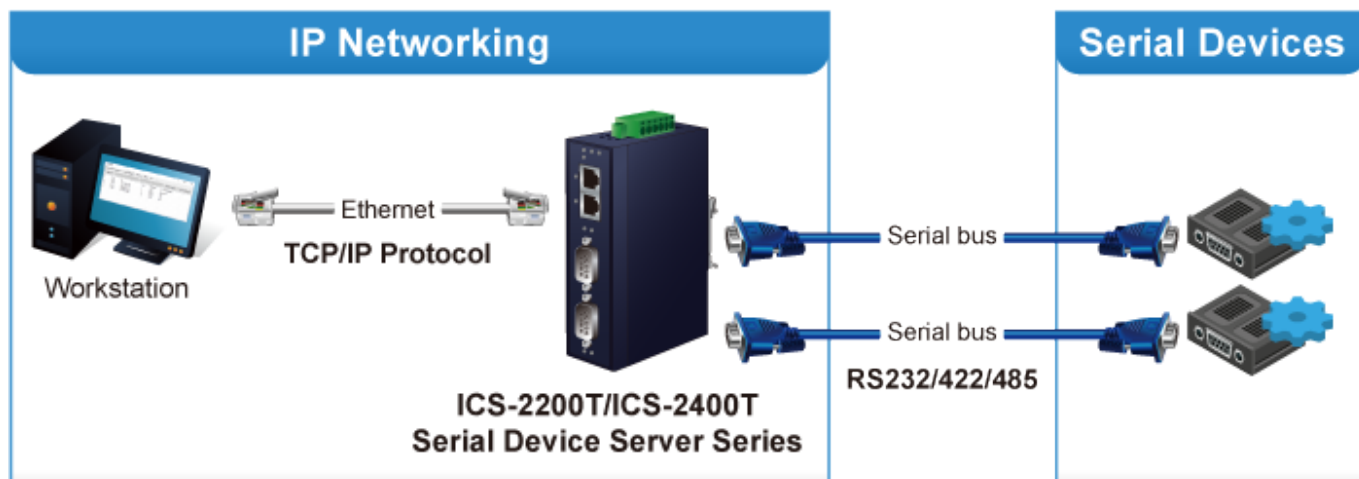 IP Networking
Serial Devices
Ethernet
TCP/IP Protocol
Workstation
Serial bus
Serial bus
RS232/422/485
ICS-2200T/ICS-2400T
Serial Device Server Series